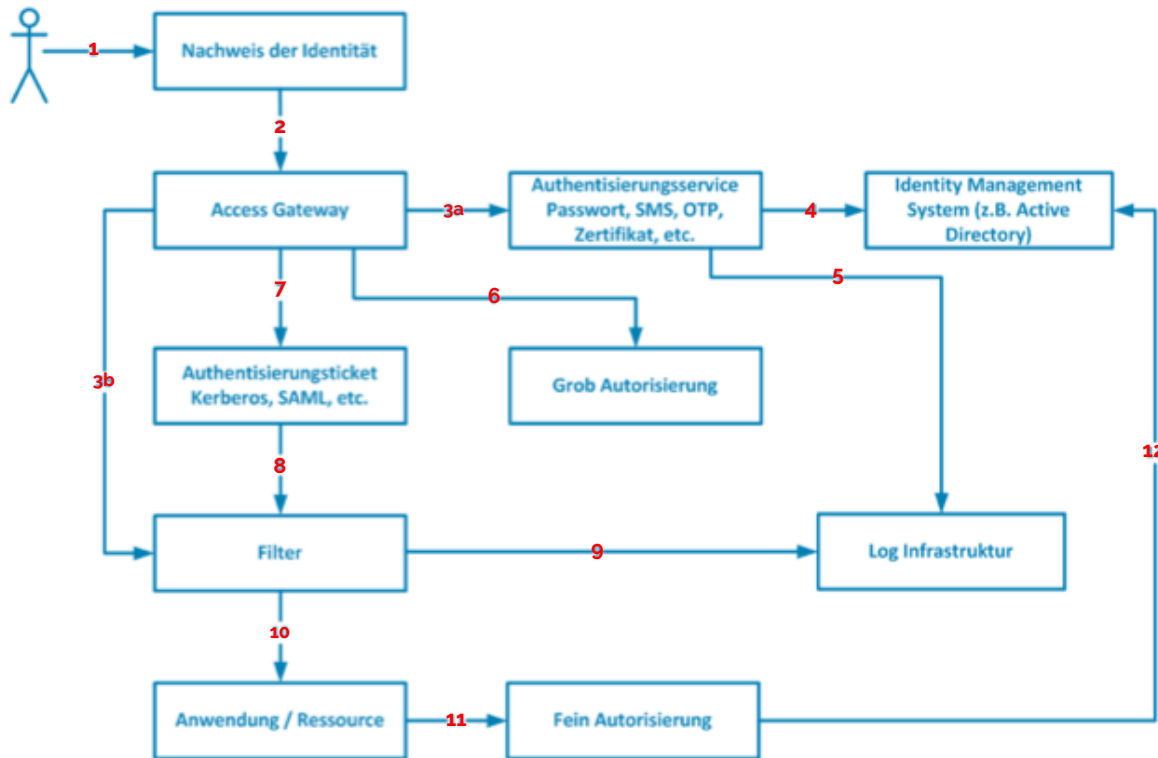 1
Nachweis der Identität
2
Access Gateway
3a
Authentisierungsservice
Passwort, SMS, OTP,
Zertifikat, etc.
4
Identity Management
System (z.B. Active
Directory)
5
6
7
3b
Authentisierungsticket
Kerberos, SAML, etc.
Grob Autorisierung
8
12
Filter
9
Log Infrastruktur
10
Anwendung / Ressource
11
Fein Autorisierung